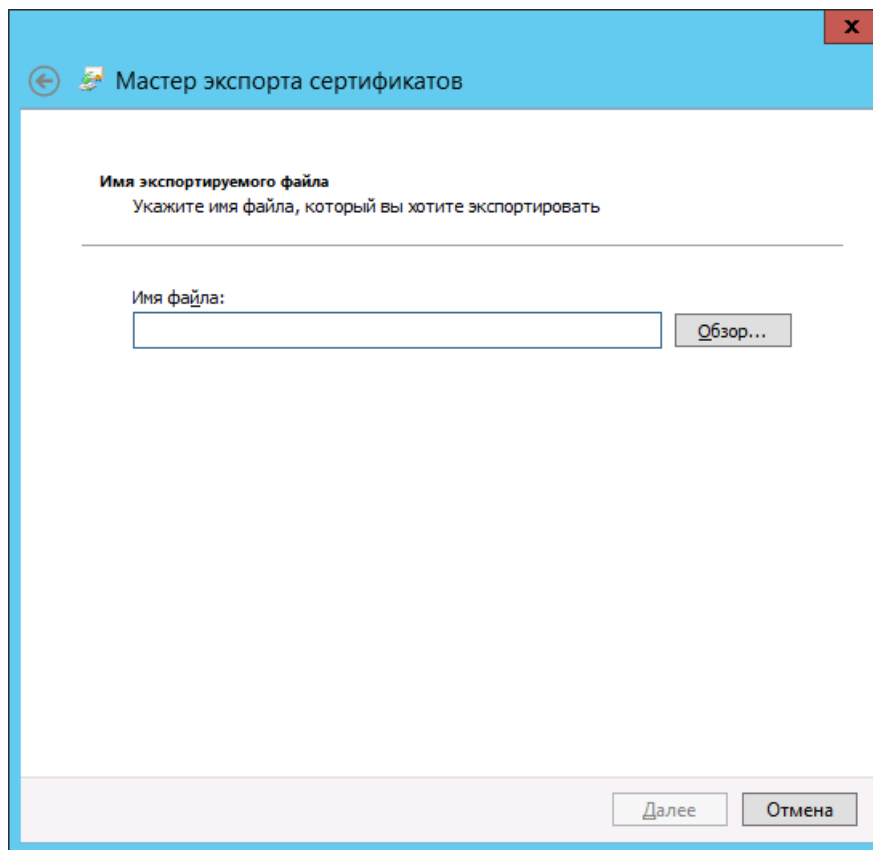 x
Мастер экспорта сертификатов
Имя экспортируемого файла
Укажите имя файла, который вы хотите экспортировать
Имя файла:
Обзор...
Далее
Отмена